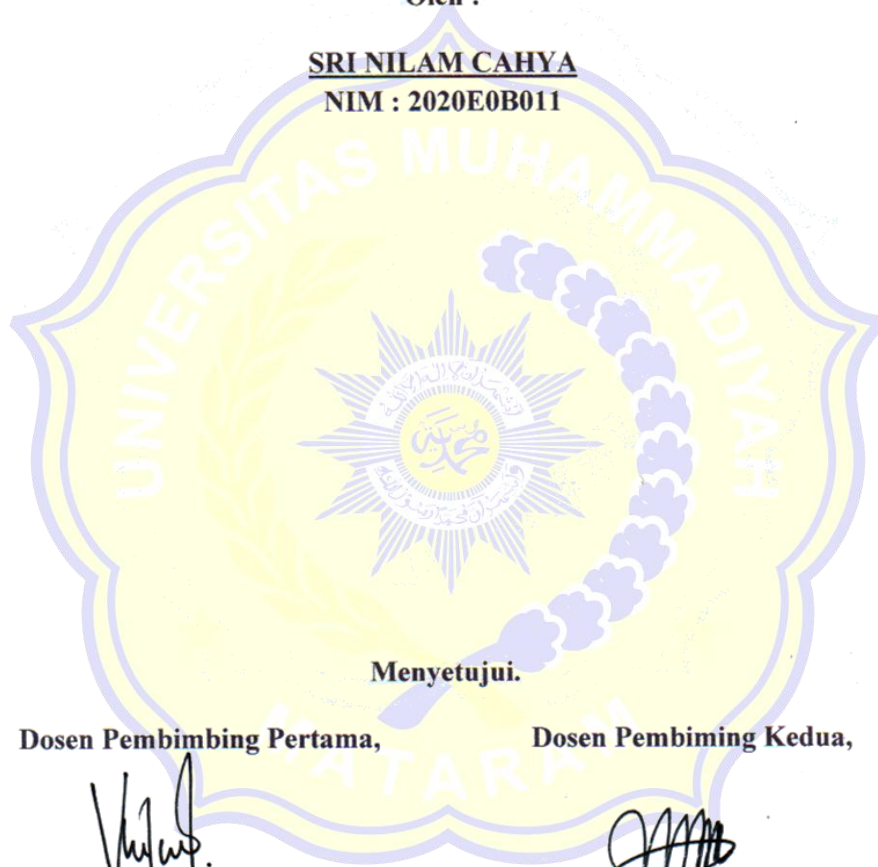 Oleh :
SRI NILAM CAHYA
NIM : 2020E0B011
UNIVERSITAS MUHAMMADIYAH
Menyetujui.
Dosen Pembimbing Pertama, Dosen Pembiming Kedua,
MATARAM